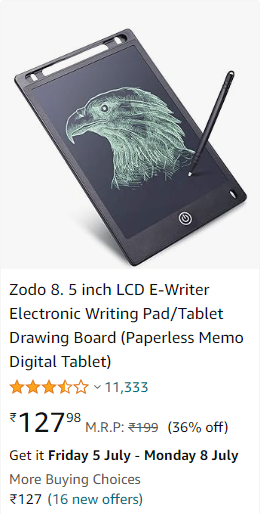 Zodo 8. 5 inch LCD E-Writer
Electronic Writing Pad/Tablet
Drawing Board (Paperless Memo
Digital Tablet)
11,333
₹127⁹⁸ M.R.P: ₹199 (36% off)
Get it Friday 5 July - Monday 8 July
More Buying Choices
₹127 (16 new offers)